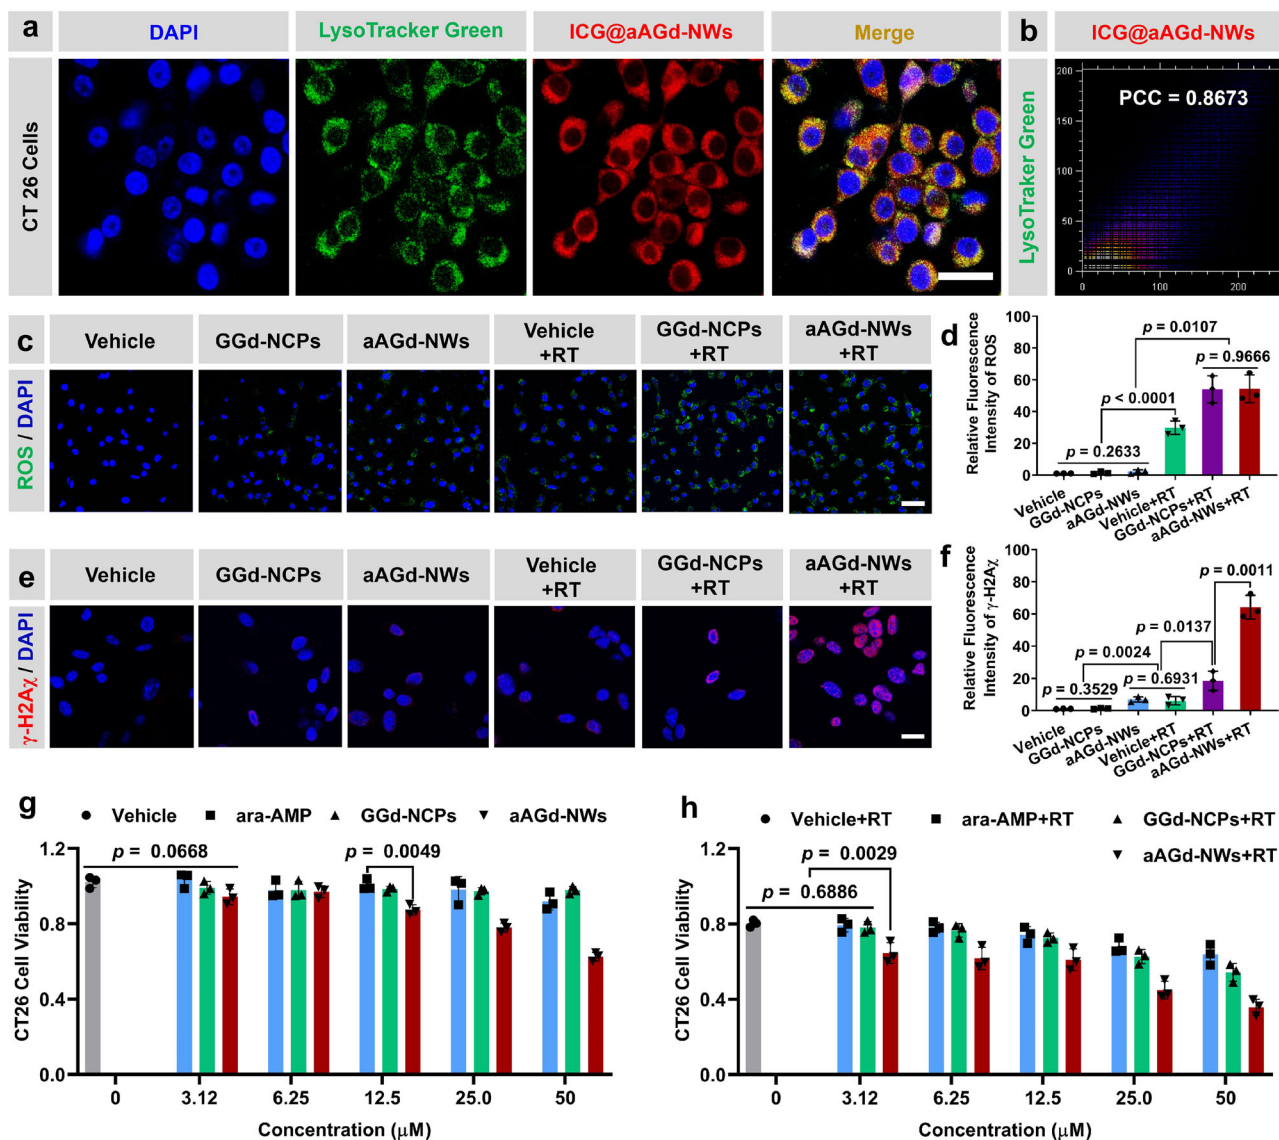 a
DAPI
LysoTracker Green
ICG@aAGd-NWs
Merge
CT 26 Cells
b
ICG@aAGd-NWs
LysoTraker Green
PCC = 0.8673
200
150
100
50
0
0
100
200
c
Vehicle
GGd-NCPs
aAGd-NWs
Vehicle
+RT
GGd-NCPs
+RT
aAGd-NWs
+RT
ROS / DAPI
d
Relative Fluorescence
Intensity of ROS
100
80
60
40
20
0
p = 0.0107
p = 0.9666
p < 0.0001
p = 0.2633
Vehicle
GGd-NCPs
aAGd-NWs
Vehicle+RT
GGd-NCPs+RT
aAGd-NWs+RT
e
Vehicle
GGd-NCPs
aAGd-NWs
Vehicle
+RT
GGd-NCPs
+RT
aAGd-NWs
+RT
γ-H2Aχ / DAPI
f
Relative Fluorescence
Intensity of γ-H2Aχ
100
80
60
40
20
0
p = 0.0011
p = 0.0137
p = 0.0024
p = 0.6931
p = 0.3529
Vehicle
GGd-NCPs
aAGd-NWs
Vehicle+RT
GGd-NCPs+RT
aAGd-NWs+RT
g
Vehicle
ara-AMP
GGd-NCPs
aAGd-NWs
CT26 Cell Viability
1.2
0.8
0.4
0.0
p = 0.0668
p = 0.0049
0
3.12
6.25
12.5
25.0
50
Concentration (μM)
h
Vehicle+RT
ara-AMP+RT
GGd-NCPs+RT
aAGd-NWs+RT
CT26 Cell Viability
1.2
0.8
0.4
0.0
p = 0.0029
p = 0.6886
0
3.12
6.25
12.5
25.0
50
Concentration (μM)